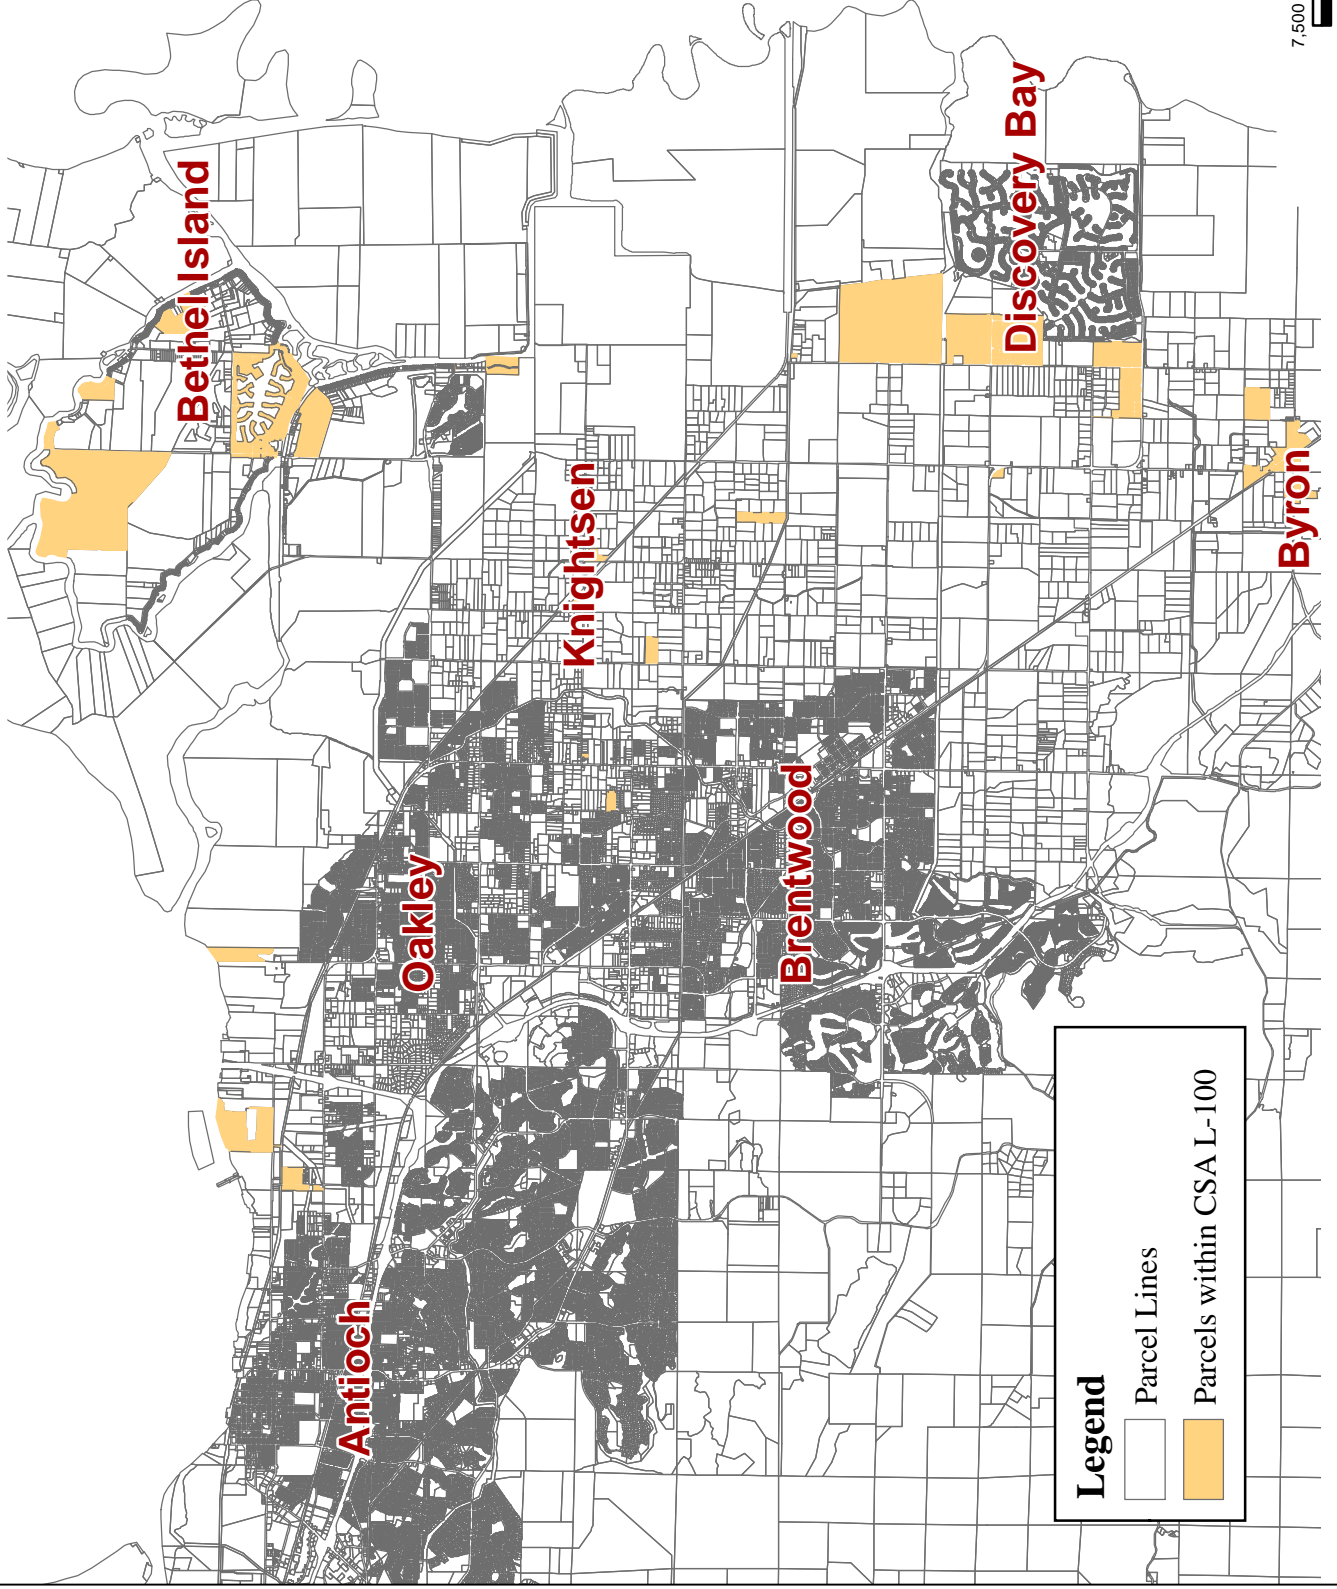 Bethel Island
Antioch
Oakley
Knightsen
Brentwood
Discovery Bay
Byron
Legend
Parcel Lines
Parcels within CSA L-100
7,500